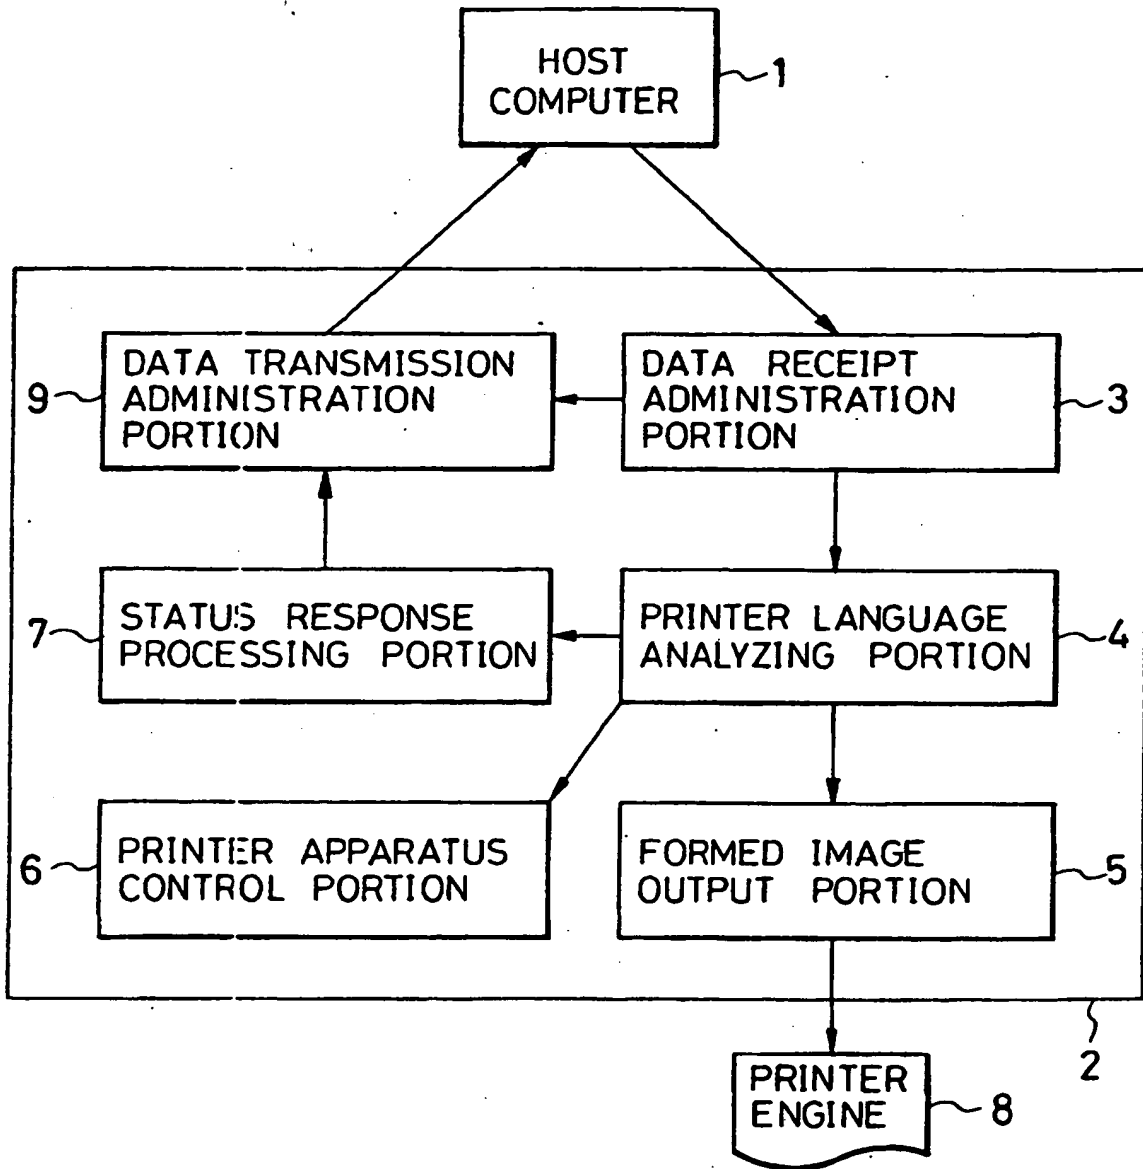 HOST
COMPUTER
1
DATA TRANSMISSION
ADMINISTRATION
PORTION
9
DATA RECEIPT
ADMINISTRATION
PORTION
3
STATUS RESPONSE
PROCESSING PORTION
7
PRINTER LANGUAGE
ANALYZING PORTION
4
PRINTER APPARATUS
CONTROL PORTION
6
FORMED IMAGE
OUTPUT PORTION
5
2
PRINTER
ENGINE
8